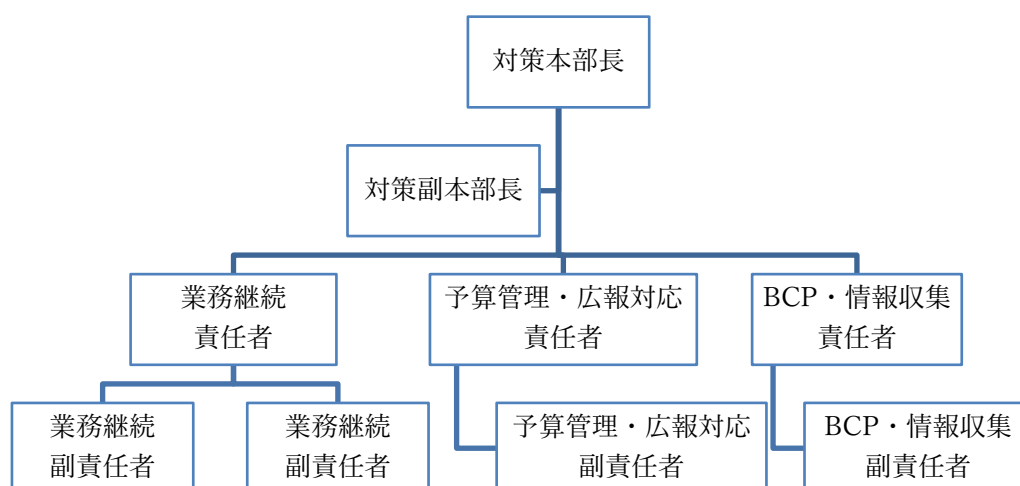 対策本部長
対策副本部長
業務継続
責任者
予算管理・広報対応
責任者
BCP・情報収集
責任者
業務継続
副責任者
業務継続
副責任者
予算管理・広報対応
副責任者
BCP・情報収集
副責任者